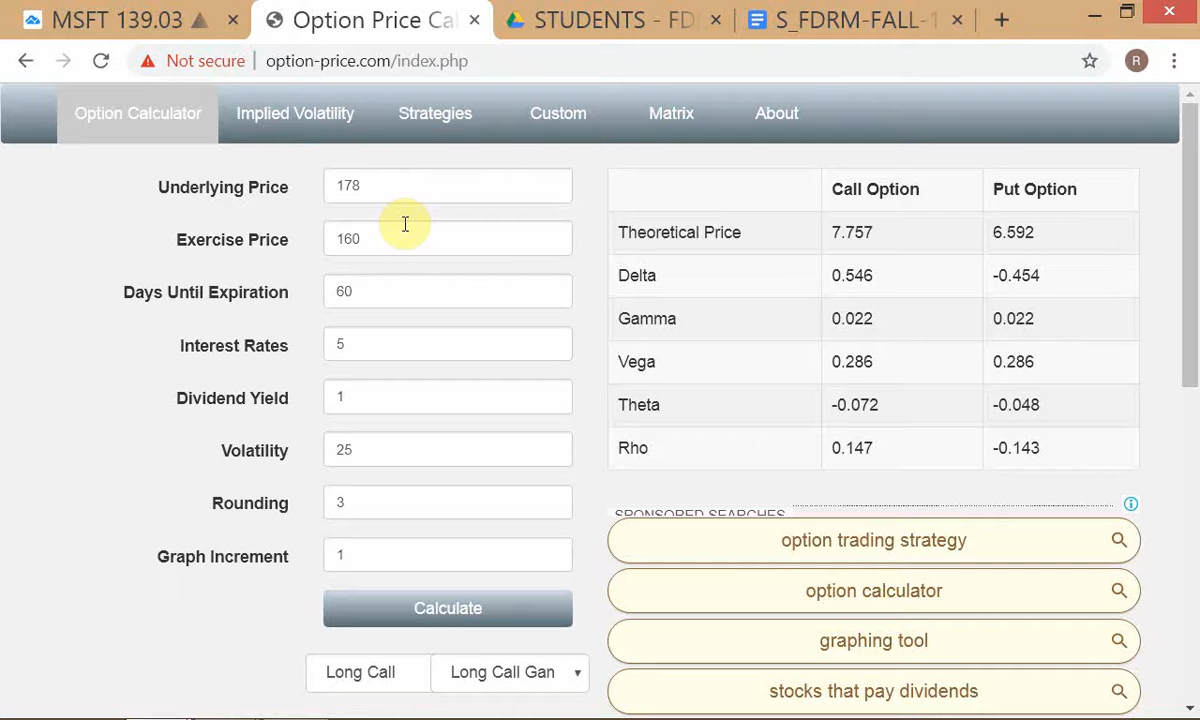 MSFT 139.03
Option Price Ca
STUDENTS - FD
S_FDRM-FALL-1
Not secure
option-price.com/index.php
R
Option Calculator
Implied Volatility
Strategies
Custom
Matrix
About
Underlying Price 178
Exercise Price 160
Days Until Expiration 60
Interest Rates 5
Dividend Yield 1
Volatility 25
Rounding 3
Graph Increment 1
Calculate
Long Call
Long Call Gan
Call Option Put Option
Theoretical Price 7.757 6.592
Delta 0.546 -0.454
Gamma 0.022 0.022
Vega 0.286 0.286
Theta -0.072 -0.048
Rho 0.147 -0.143
SPONSORED SEARCHES
option trading strategy
option calculator
graphing tool
stocks that pay dividends